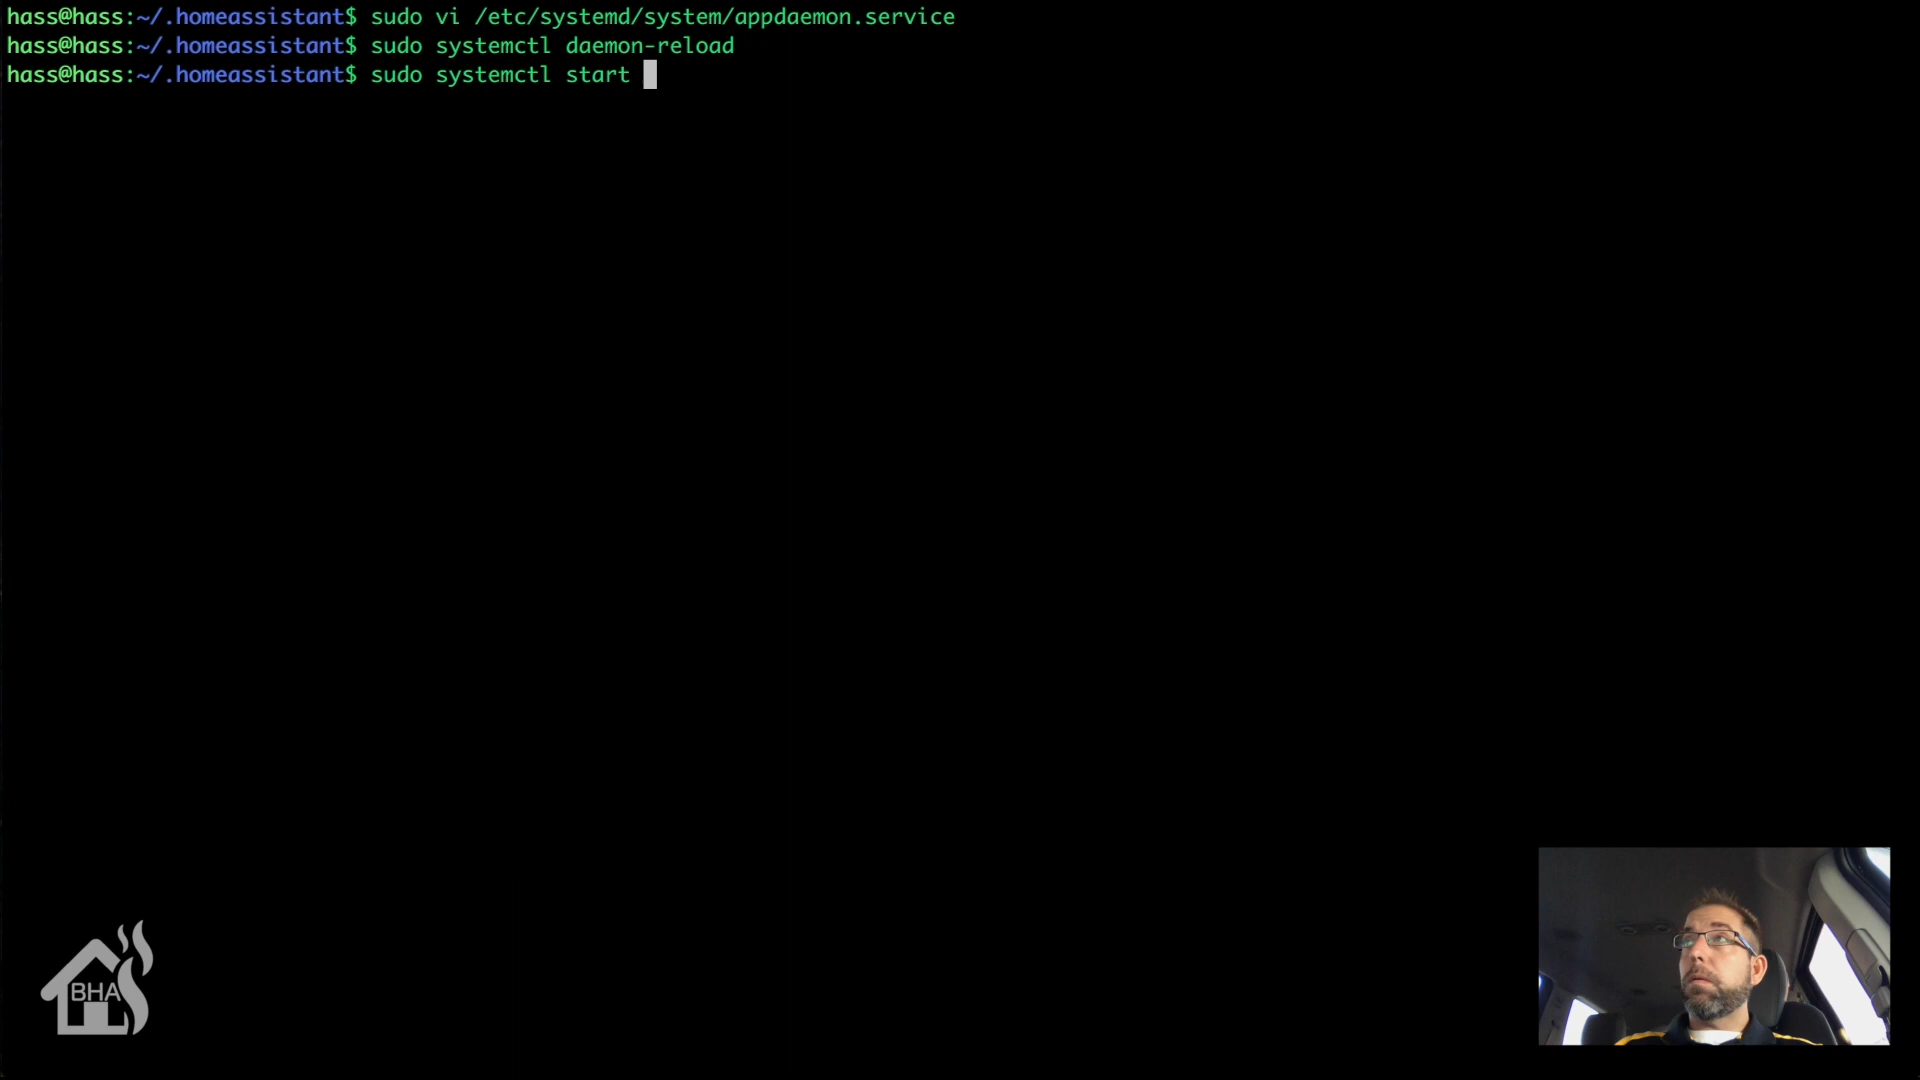 hass@hass:~/.homeassistant$ sudo vi /etc/systemd/system/appdaemon.service
hass@hass:~/.homeassistant$ sudo systemctl daemon-reload
hass@hass:~/.homeassistant$ sudo systemctl start
BHA